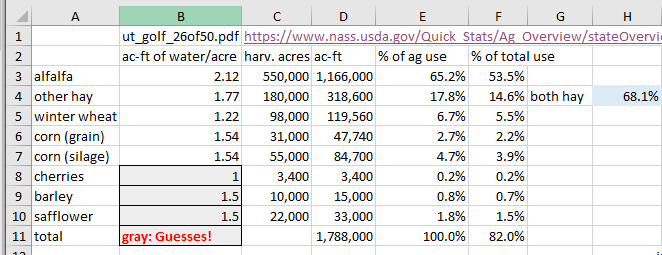 A B C D E F G H
1 ut_golf_26of50.pdf https://www.nass.usda.gov/Quick_Stats/Ag_Overview/stateOvervi
2 ac-ft of water/acre harv. acres ac-ft % of ag use % of total use
3 alfalfa 2.12 550,000 1,166,000 65.2% 53.5%
4 other hay 1.77 180,000 318,600 17.8% 14.6% both hay 68.1%
5 winter wheat 1.22 98,000 119,560 6.7% 5.5%
6 corn (grain) 1.54 31,000 47,740 2.7% 2.2%
7 corn (silage) 1.54 55,000 84,700 4.7% 3.9%
8 cherries 1 3,400 3,400 0.2% 0.2%
9 barley 1.5 10,000 15,000 0.8% 0.7%
10 safflower 1.5 22,000 33,000 1.8% 1.5%
11 total gray: Guesses! 1,788,000 100.0% 82.0%